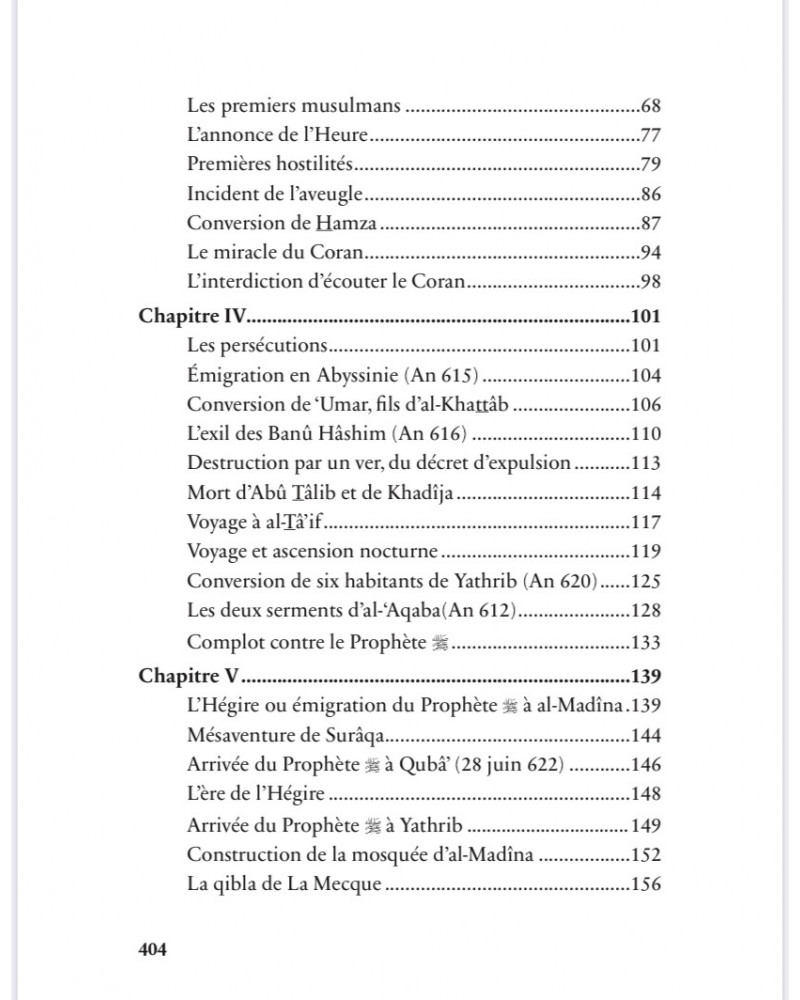 Les premiers musulmans ..............................................68
L’annonce de l’Heure.....................................................77
Premières hostilités........................................................79
Incident de l’aveugle......................................................86
Conversion de H̲amza ...................................................87
Le miracle du Coran......................................................94
L’interdiction d’écouter le Coran..................................98
Chapitre IV...........................................................................101
Les persécutions...........................................................101
Émigration en Abyssinie (An 615) .............................104
Conversion de ‘Umar, fils d’al-Khat̲t̲âb .......................106
L’exil des Banû Hâshim (An 616) ...............................110
Destruction par un ver, du décret d’expulsion ...........113
Mort d’Abû T̲âlib et de Khadîja..................................114
Voyage à al-T̲â’if............................................................117
Voyage et ascension nocturne.....................................119
Conversion de six habitants de Yathrib (An 620)......125
Les deux serments d’al-‘Aqaba(An 612)......................128
Complot contre le Prophète ﷺ...................................133
Chapitre V............................................................................139
L’Hégire ou émigration du Prophète ﷺ à al-Madîna.139
Mésaventure de Surâqa................................................144
Arrivée du Prophète ﷺ à Qubâ’ (28 juin 622) ............146
L’ère de l’Hégire ..........................................................148
Arrivée du Prophète ﷺ à Yathrib ................................149
Construction de la mosquée d’al-Madîna ..................152
La qibla de La Mecque ................................................156
404